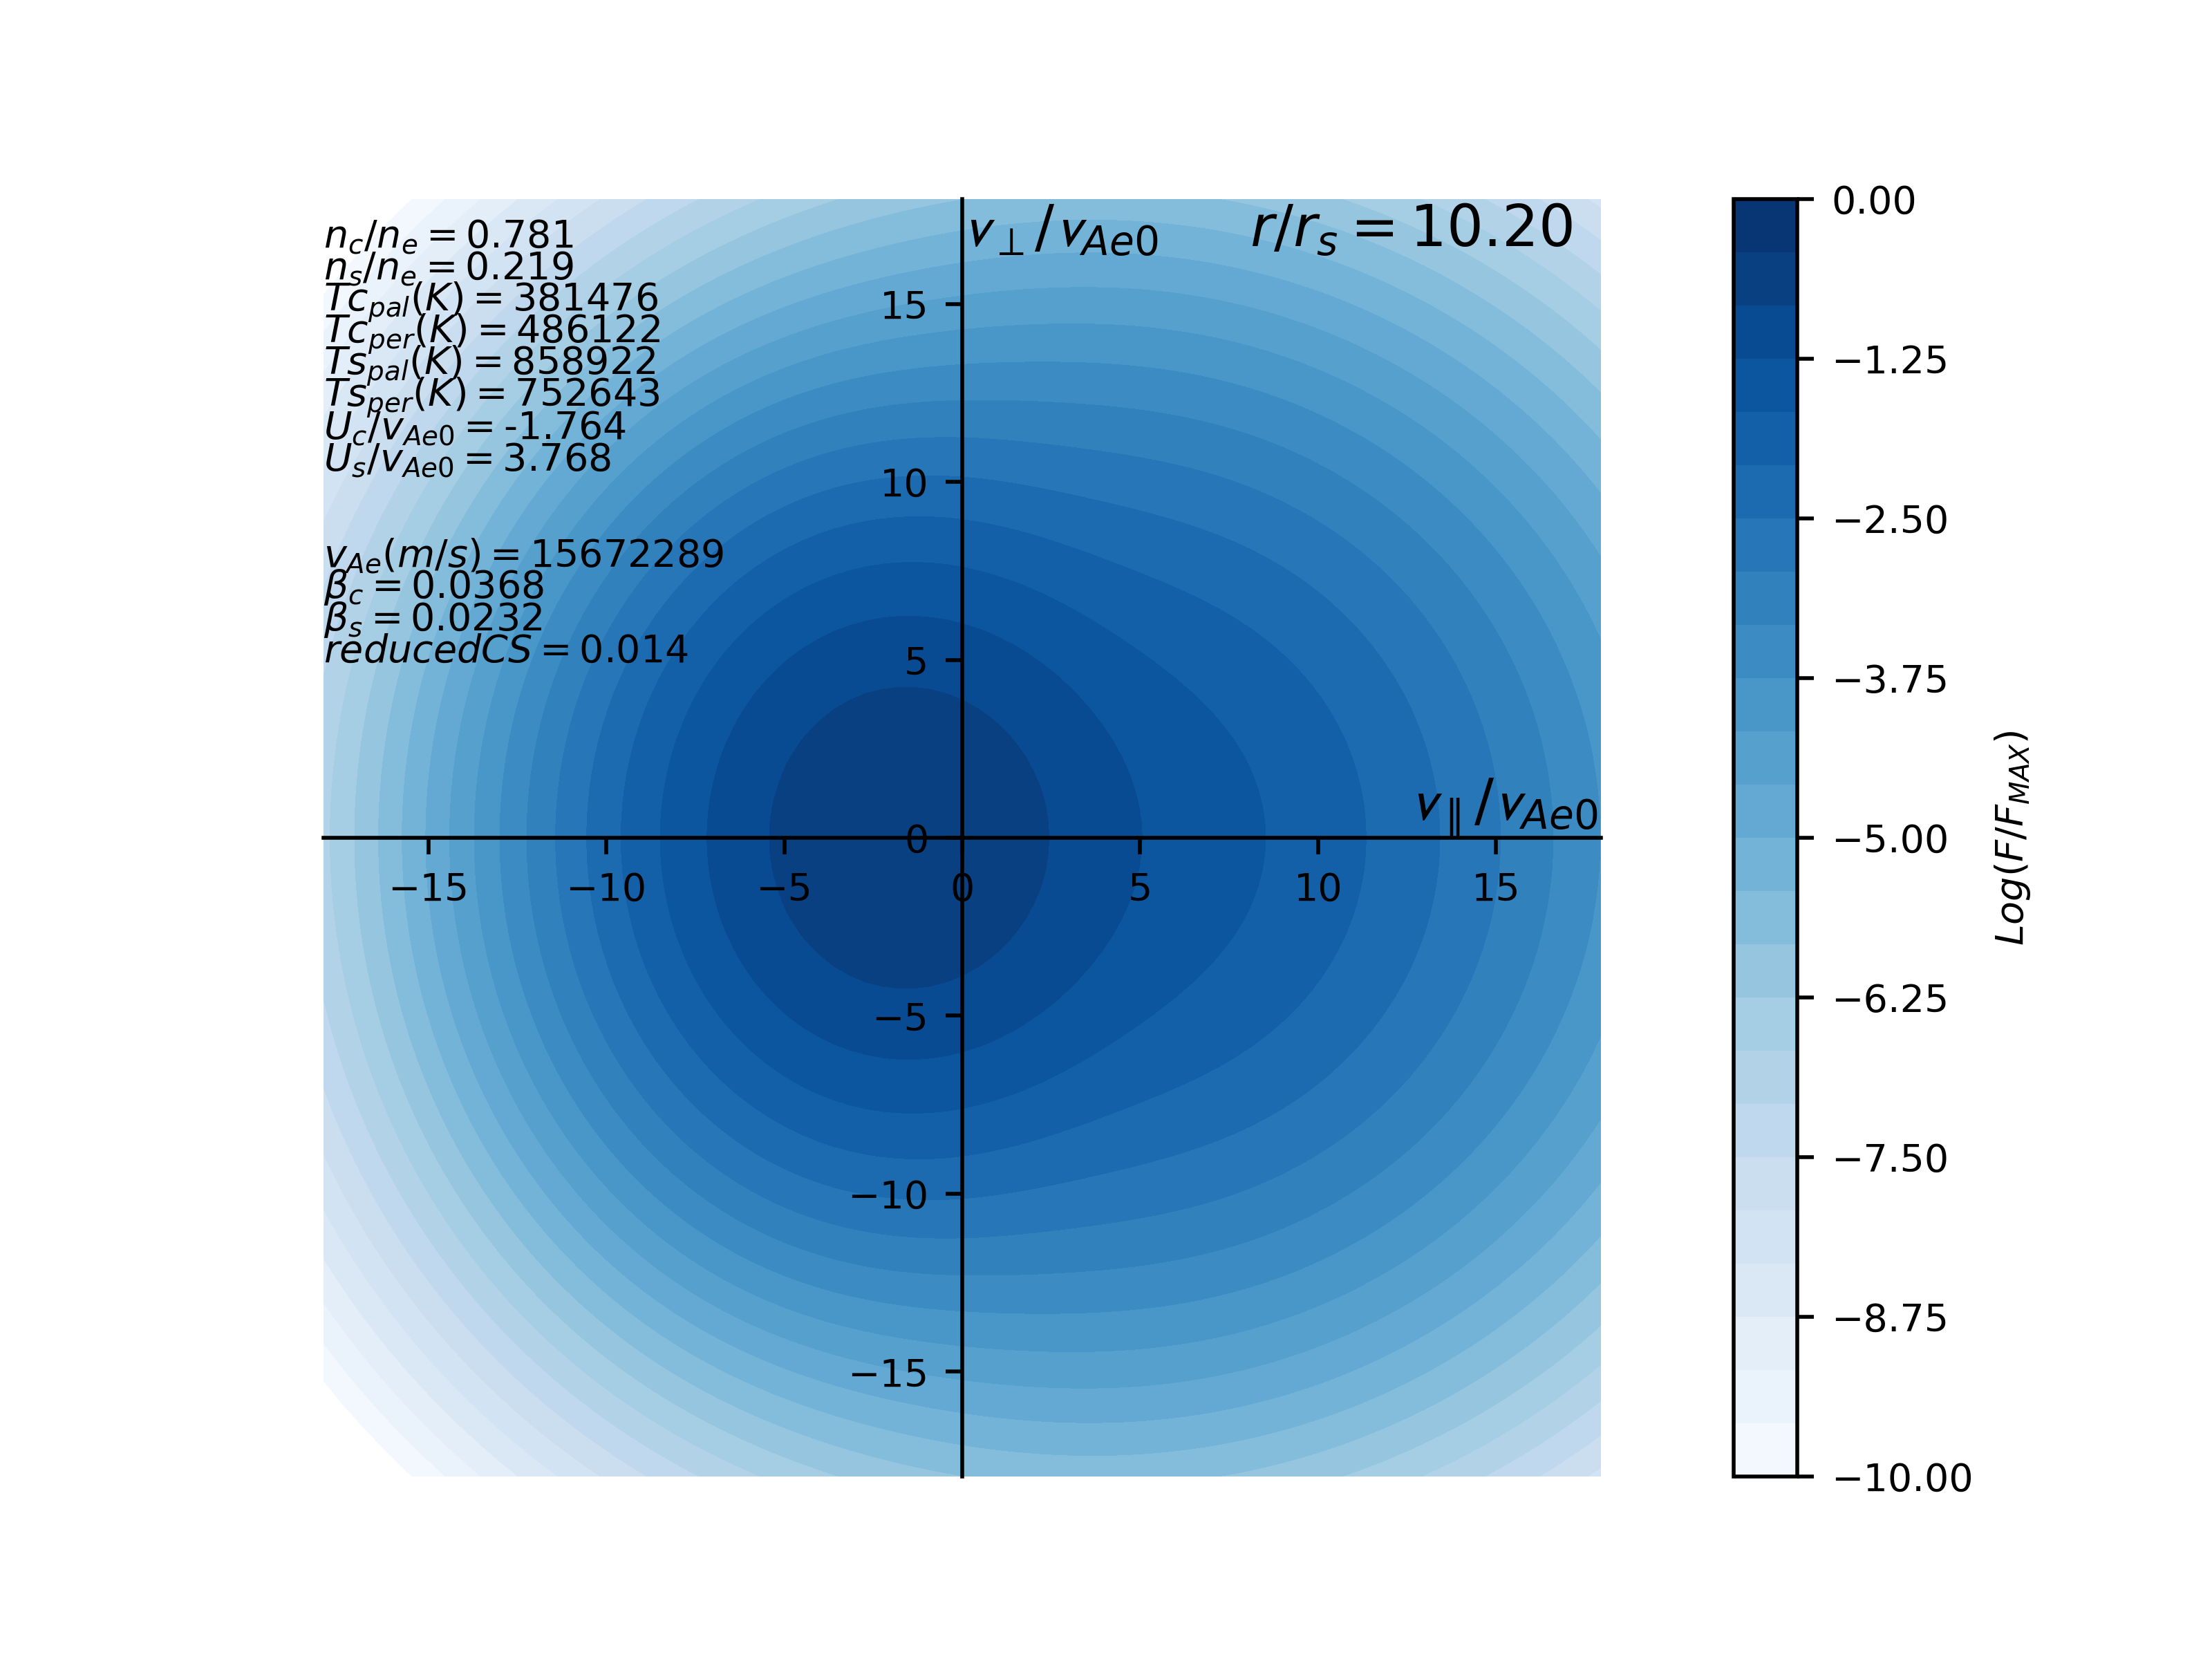 n_c/n_e = 0.781
n_s/n_e = 0.219
Tc_pal(K) = 381476
Tc_per(K) = 486122
Ts_pal(K) = 858922
Ts_per(K) = 752643
U_c/v_Ae0 = -1.764
U_s/v_Ae0 = 3.768
v_Ae(m/s) = 15672289
β_c = 0.0368
β_s = 0.0232
reducedCS = 0.014
v_⊥/v_Ae0
r/r_s = 10.20
15
10
5
0
−5
−10
−15
v_∥/v_Ae0
−15 −10 −5 0 5 10 15
0.00
−1.25
−2.50
−3.75
−5.00
−6.25
−7.50
−8.75
−10.00
Log(F/F_MAX)